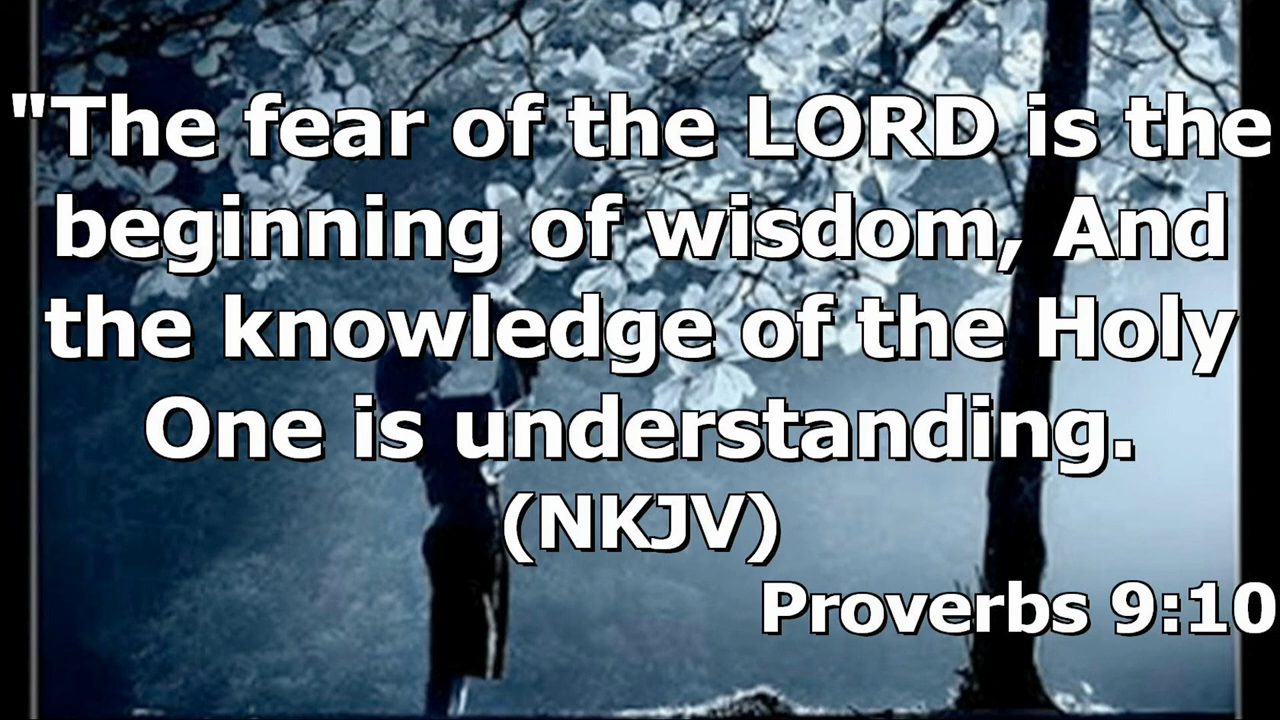 "The fear of the LORD is the
beginning of wisdom, And
the knowledge of the Holy
One is understanding.
(NKJV)
Proverbs 9:10